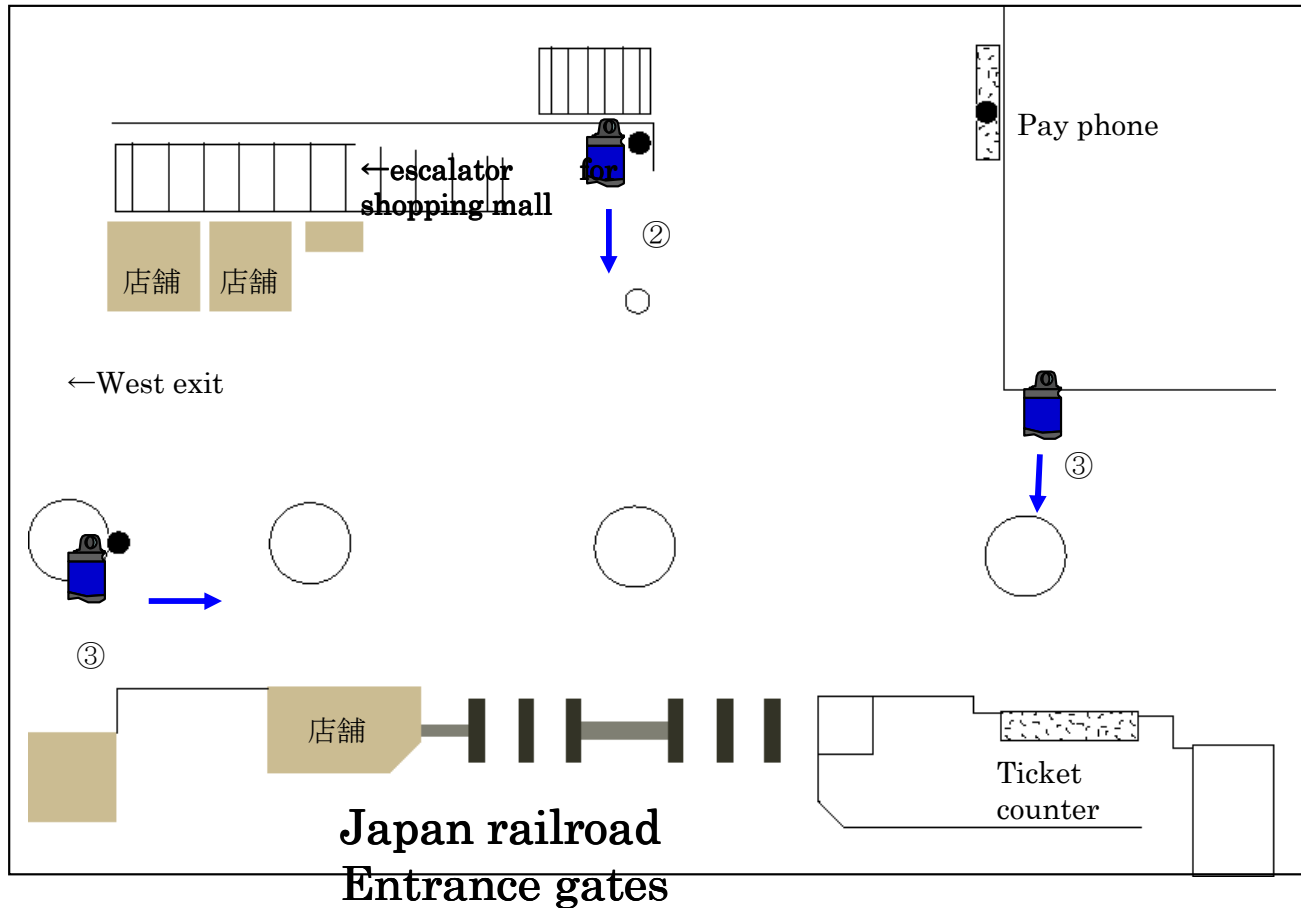 Pay phone
←escalator for
shopping mall
②
店舗 店舗
←West exit
③
③
店舗
Ticket
counter
Japan railroad
Entrance gates